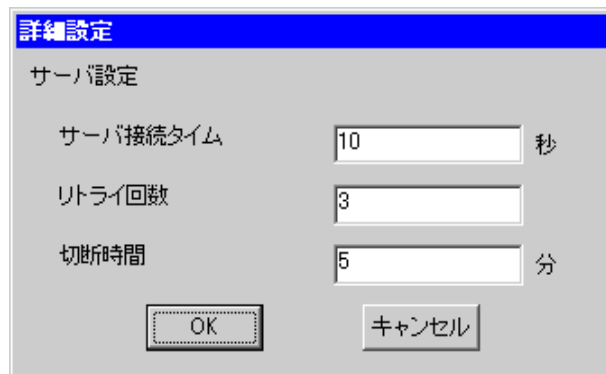 詳細設定
サーバ設定
サーバ接続タイム 10 秒
リトライ回数 3
切断時間 5 分
OK キャンセル